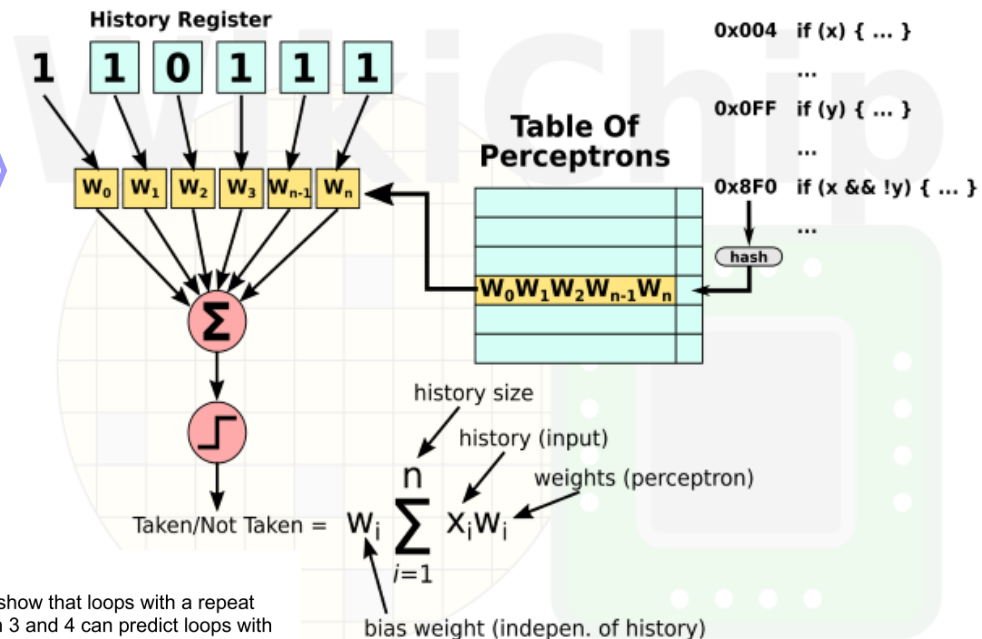 History Register
1 1 0 1 1 1
W0 W1 W2 W3 Wn-1 Wn
Σ
Taken/Not Taken = wi n Σ i=1 xiwi
history size
history (input)
weights (perceptron)
bias weight (indepen. of history)
Table Of
Perceptrons
W0W1W2Wn-1Wn
0x004 if (x) { ... }
...
0x0FF if (y) { ... }
...
0x8F0 if (x && !y) { ... }
...
hash
show that loops with a repeat
3 and 4 can predict loops with
WikiChip